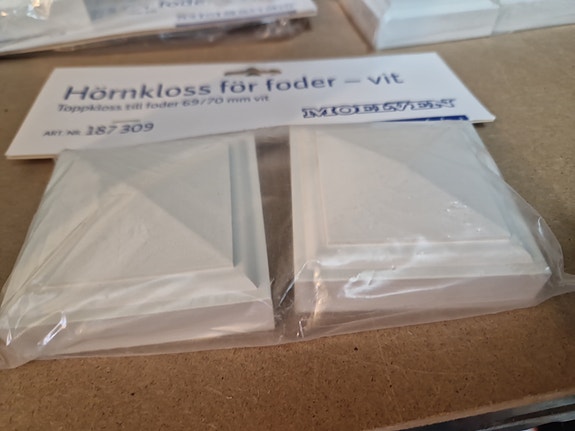 Hörnkloss för foder – vit
Toppkloss till foder 69/70 mm vit
MOELVEN
ART. Nr. 187 309